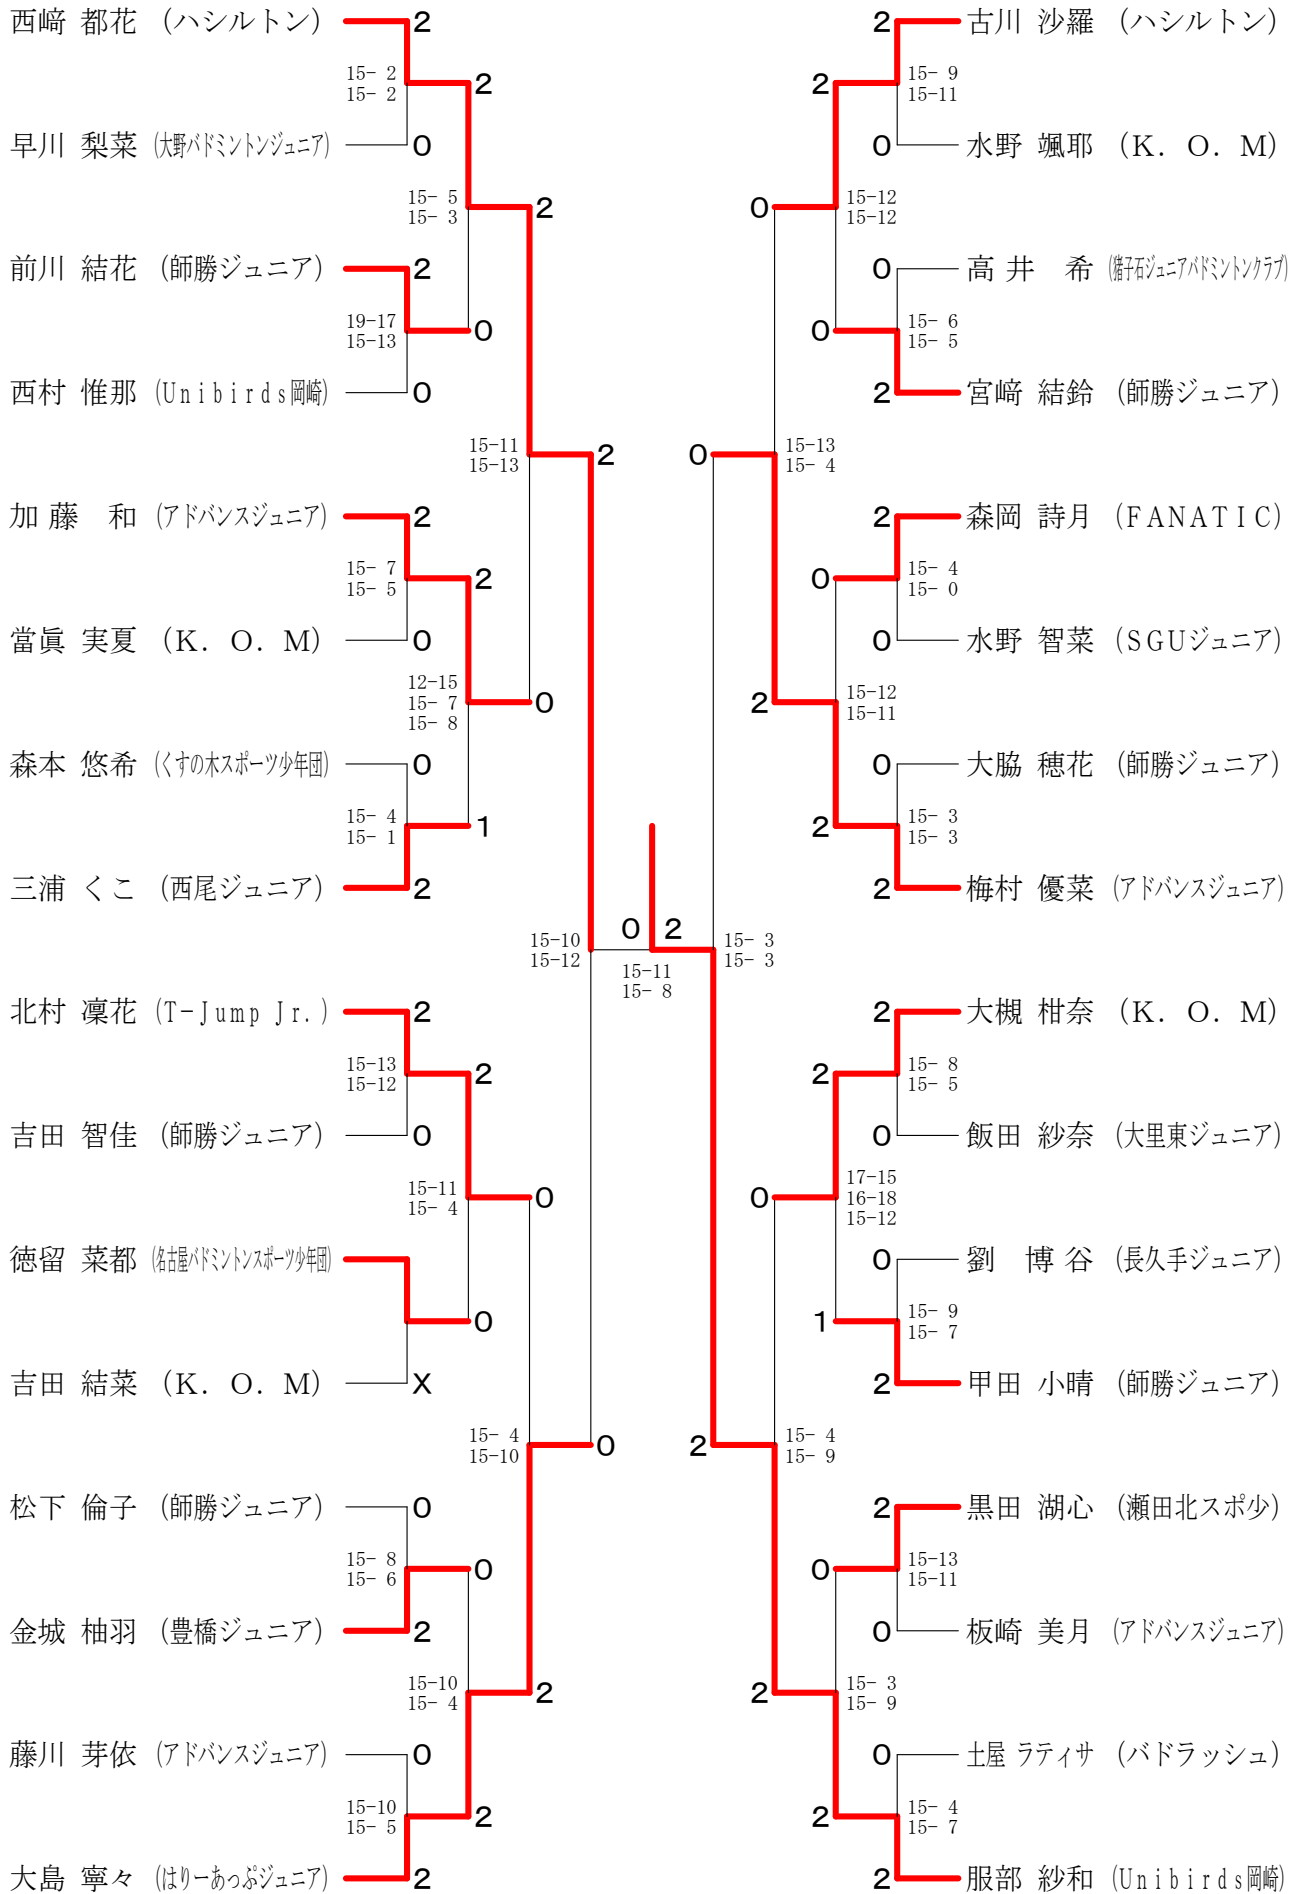 西﨑 都花 (ハシルトン) 2
15- 2
15- 2
2
早川 梨菜 (大野バドミントンジュニア) 0
15- 5
15- 3
2
前川 結花 (師勝ジュニア) 2
19-17
15-13
0
西村 惟那 (Unibirds岡崎) 0
15-11
15-13
2
加藤 和 (アドバンスジュニア) 2
15- 7
15- 5
2
當眞 実夏 (K. O. M) 0
12-15
15- 7
15- 8
0
森本 悠希 (くすの木スポーツ少年団) 0
15- 4
15- 1
1
三浦 くこ (西尾ジュニア) 2
15-10
15-12
0 2
15-11
15- 8
北村 凜花 (T-Jump Jr.) 2
15-13
15-12
2
吉田 智佳 (師勝ジュニア) 0
15-11
15- 4
0
徳留 菜都 (名古屋バドミントンスポーツ少年団)
0
吉田 結菜 (K. O. M) X
15- 4
15-10
0
松下 倫子 (師勝ジュニア) 0
15- 8
15- 6
0
金城 柚羽 (豊橋ジュニア) 2
15-10
15- 4
2
藤川 芽依 (アドバンスジュニア) 0
15-10
15- 5
2
大島 寧々 (はりーあっぷジュニア) 2
2 古川 沙羅 (ハシルトン)
2
15- 9
15-11
0 水野 颯耶 (K. O. M)
0
15-12
15-12
0 高井 希 (猪子石ジュニアバドミントンクラブ)
0
15- 6
15- 5
2 宮﨑 結鈴 (師勝ジュニア)
0
15-13
15- 4
2 森岡 詩月 (FANATIC)
0
15- 4
15- 0
0 水野 智菜 (SGUジュニア)
2
15-12
15-11
0 大脇 穂花 (師勝ジュニア)
2
15- 3
15- 3
2 梅村 優菜 (アドバンスジュニア)
15- 3
15- 3
2 大槻 柑奈 (K. O. M)
2
15- 8
15- 5
0 飯田 紗奈 (大里東ジュニア)
0
17-15
16-18
15-12
0 劉 博谷 (長久手ジュニア)
1
15- 9
15- 7
2 甲田 小晴 (師勝ジュニア)
2
15- 4
15- 9
2 黒田 湖心 (瀬田北スポ少)
0
15-13
15-11
0 板崎 美月 (アドバンスジュニア)
2
15- 3
15- 9
0 土屋 ラティサ (バドラッシュ)
2
15- 4
15- 7
2 服部 紗和 (Unibirds岡崎)